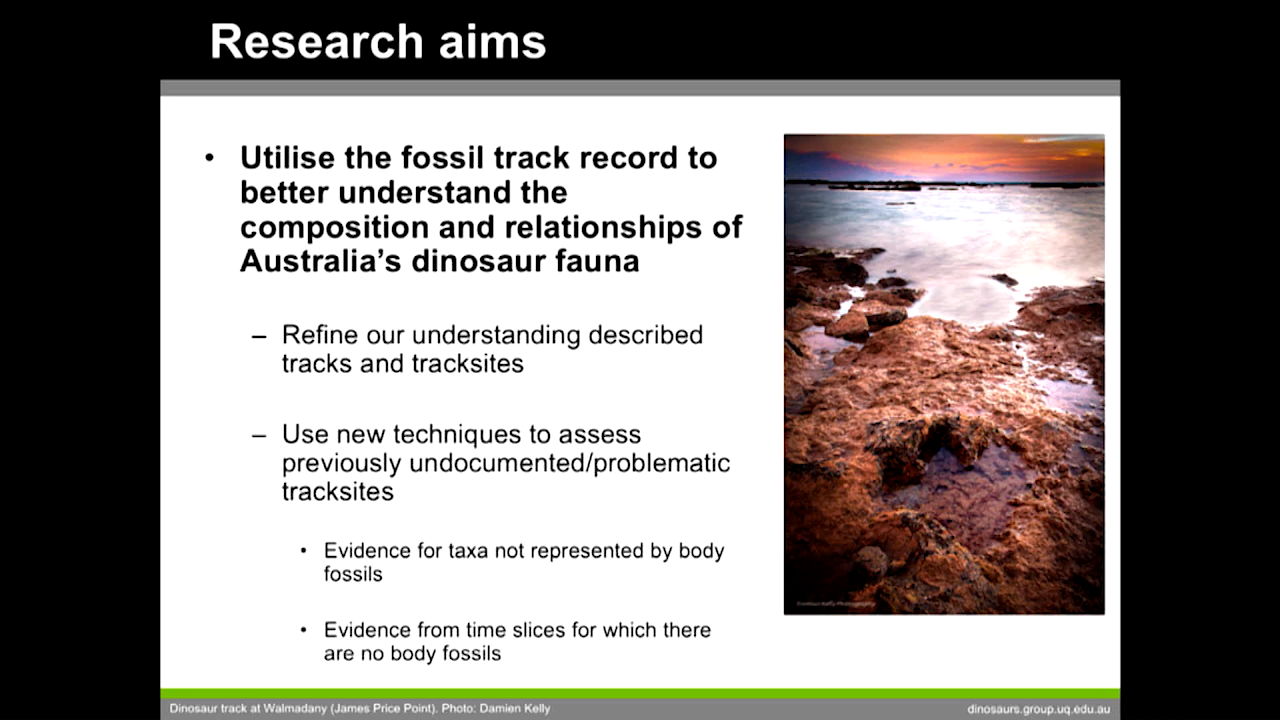 Research aims
• Utilise the fossil track record to
better understand the
composition and relationships of
Australia’s dinosaur fauna
– Refine our understanding described
tracks and tracksites
– Use new techniques to assess
previously undocumented/problematic
tracksites
• Evidence for taxa not represented by body
fossils
• Evidence from time slices for which there
are no body fossils
Dinosaur track at Walmadany (James Price Point). Photo: Damien Kelly
dinosaurs.group.uq.edu.au